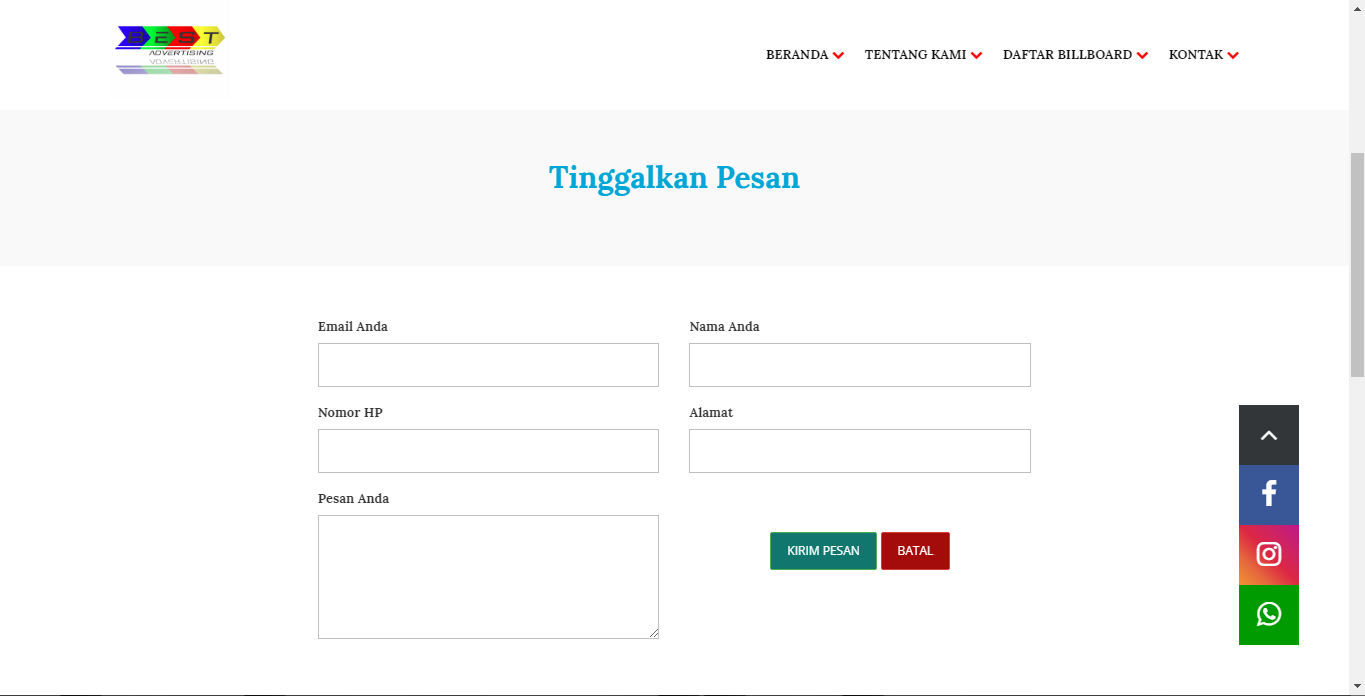 BEST
ADVERTISING
BERANDA
TENTANG KAMI
DAFTAR BILLBOARD
KONTAK
Tinggalkan Pesan
Email Anda
Nama Anda
Nomor HP
Alamat
Pesan Anda
KIRIM PESAN
BATAL